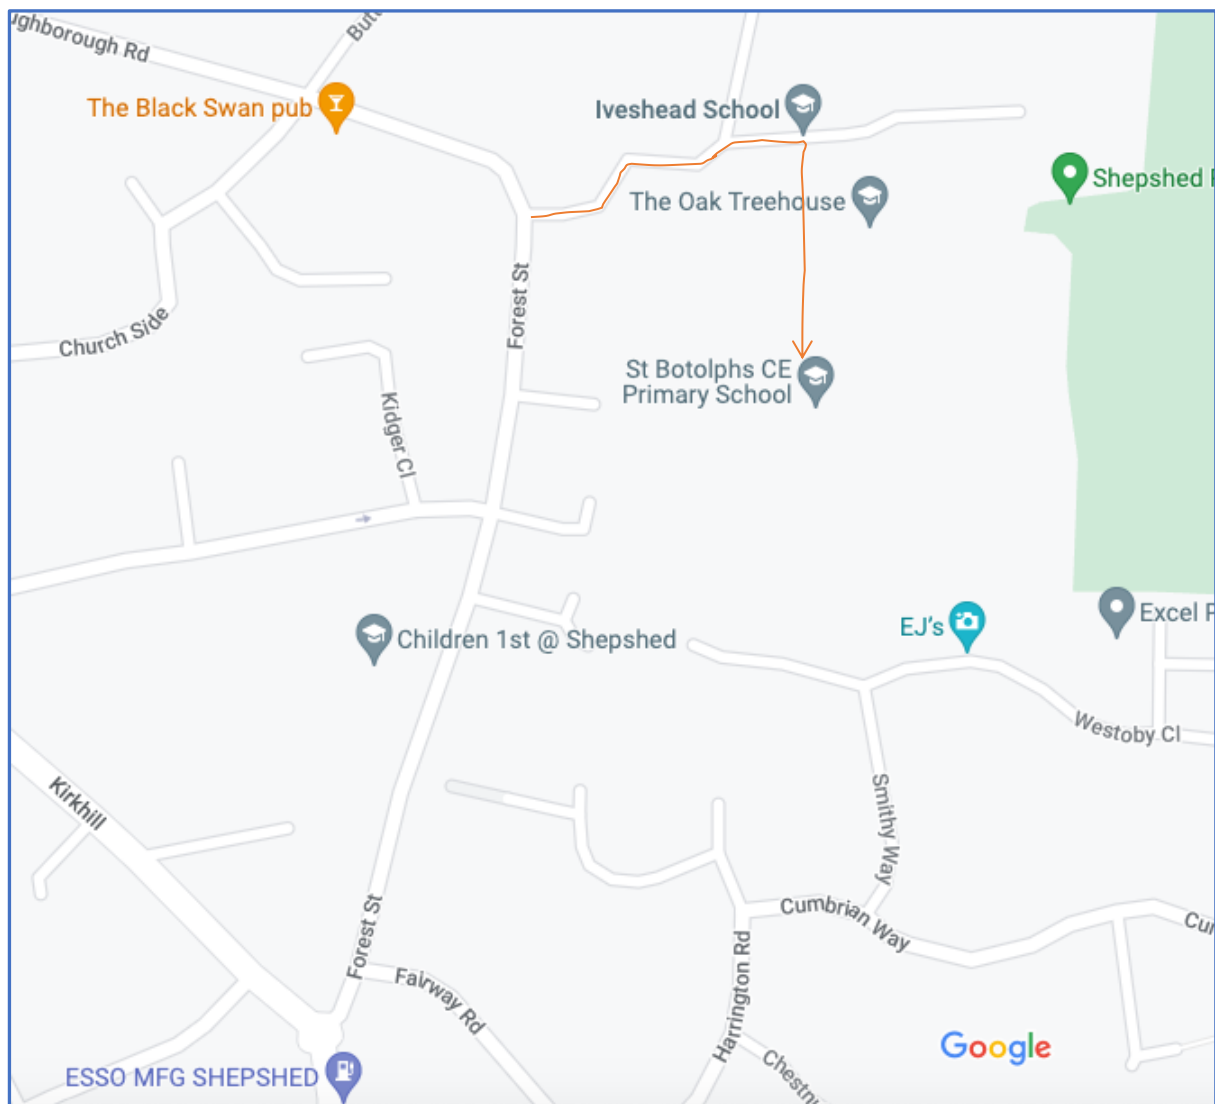 ughborough Rd
Butt
The Black Swan pub
Iveshead School
The Oak Treehouse
Shepshed
Forest St
Church Side
St Botolphs CE
Primary School
Kidger Cl
Children 1st @ Shepshed
EJ's
Excel
Westoby Cl
Kirkhill
Smithy Way
Forest St
Cumbrian Way
Cu
Fairway Rd
Harrington Rd
Google
Chestn
ESSO MFG SHEPSHED